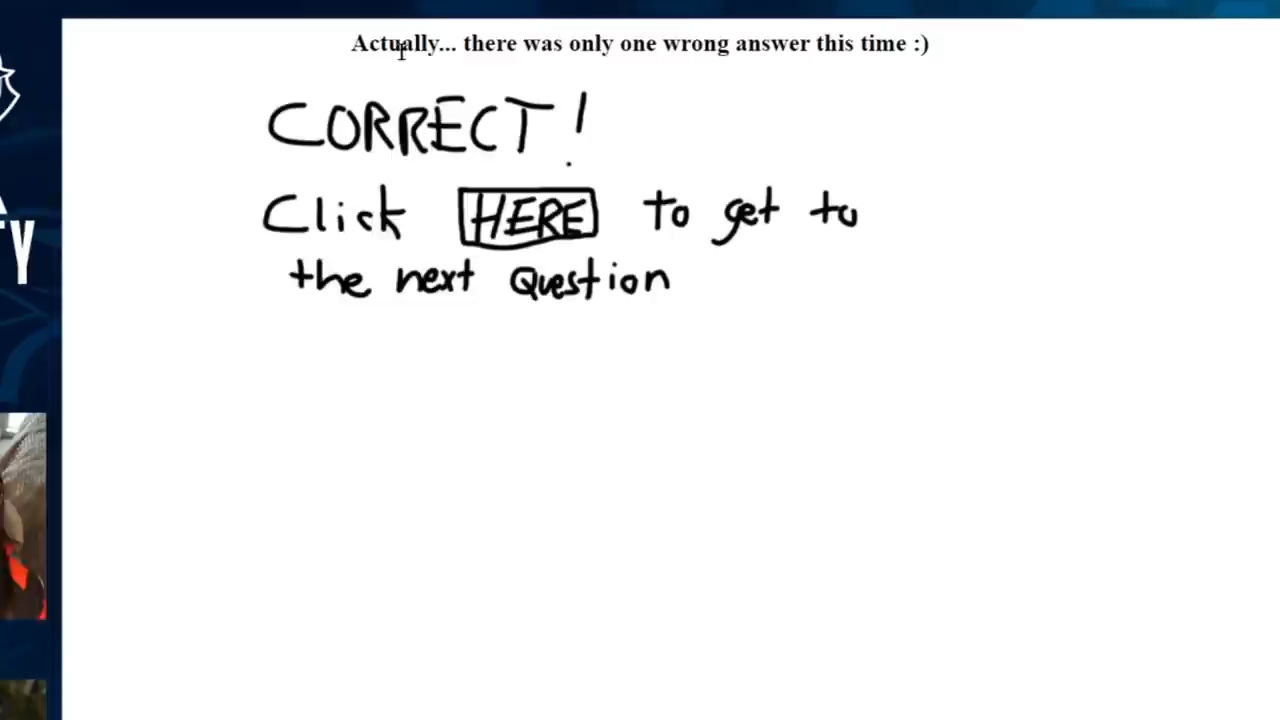 Actually... there was only one wrong answer this time :)
CORRECT!
Click HERE to get to
the next Question